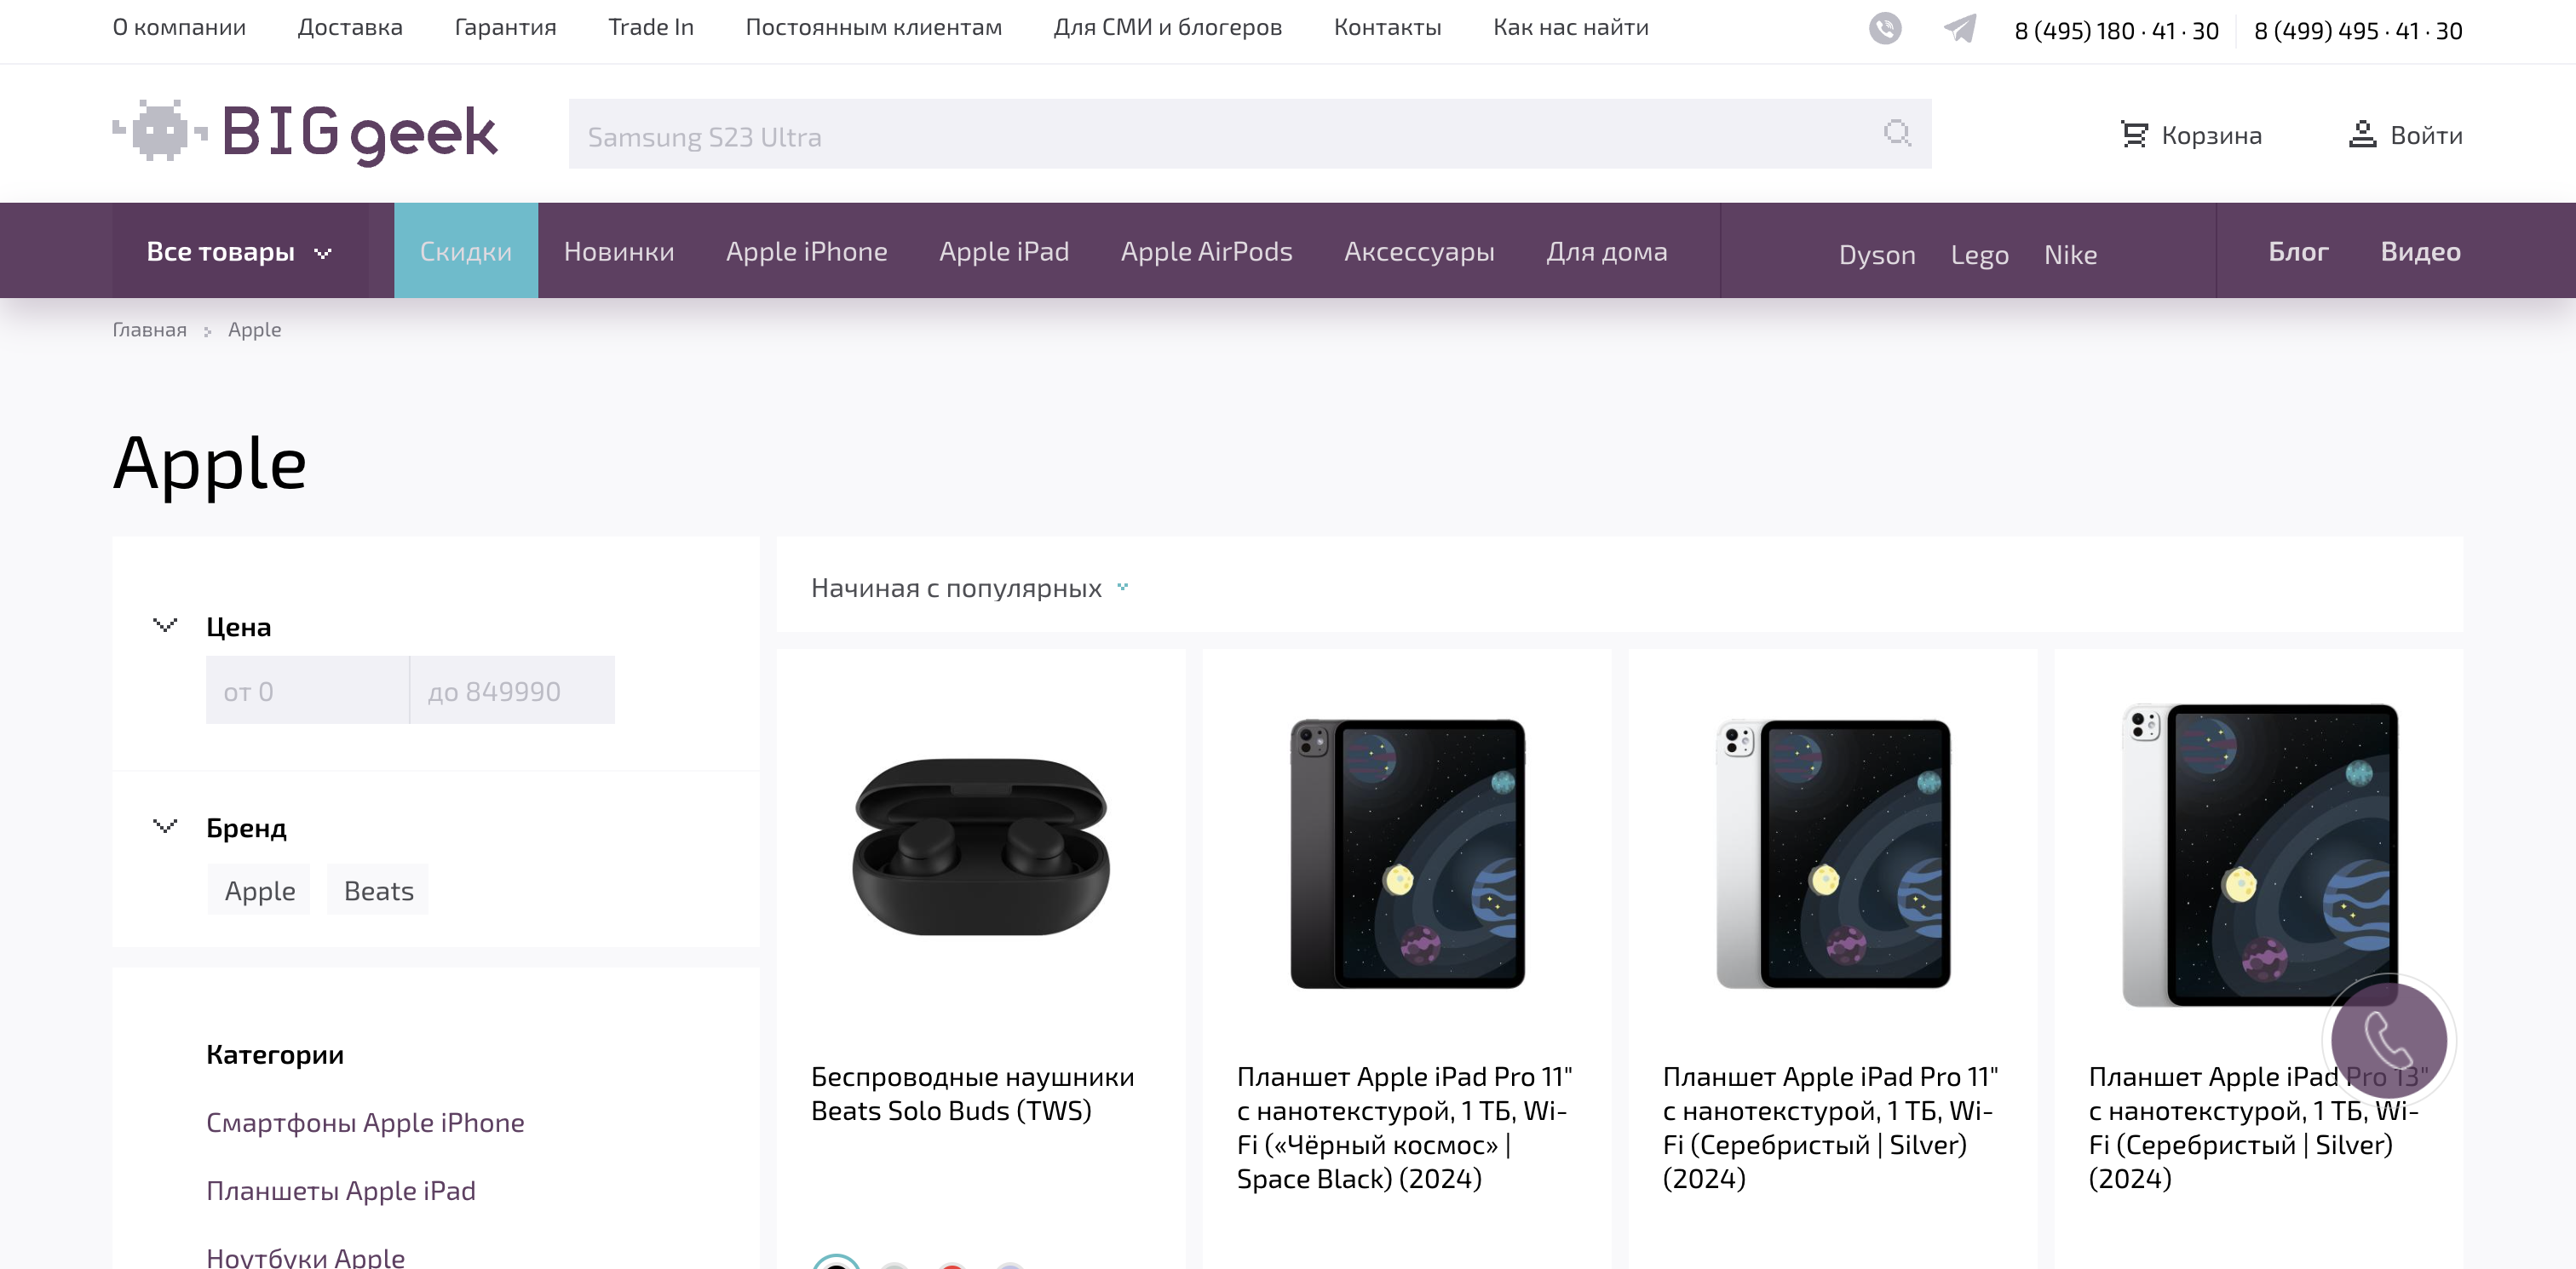 О компании Доставка Гарантия Trade In Постоянным клиентам Для СМИ и блогеров Контакты Как нас найти 8 (495) 180 · 41 · 30 8 (499) 495 · 41 · 30
BIG geek Samsung S23 Ultra Корзина Войти
Все товары Скидки Новинки Apple iPhone Apple iPad Apple AirPods Аксессуары Для дома Dyson Lego Nike Блог Видео
Главная Apple
Apple
Цена
от 0 до 849990
Бренд
Apple Beats
Категории
Смартфоны Apple iPhone
Планшеты Apple iPad
Ноутбуки Apple
Начиная с популярных
Беспроводные наушники
Beats Solo Buds (TWS)
Планшет Apple iPad Pro 11"
с нанотекстурой, 1 ТБ, Wi-
Fi («Чёрный космос» |
Space Black) (2024)
Планшет Apple iPad Pro 11"
с нанотекстурой, 1 ТБ, Wi-
Fi (Серебристый | Silver)
(2024)
Планшет Apple iPad Pro 13"
с нанотекстурой, 1 ТБ, Wi-
Fi (Серебристый | Silver)
(2024)